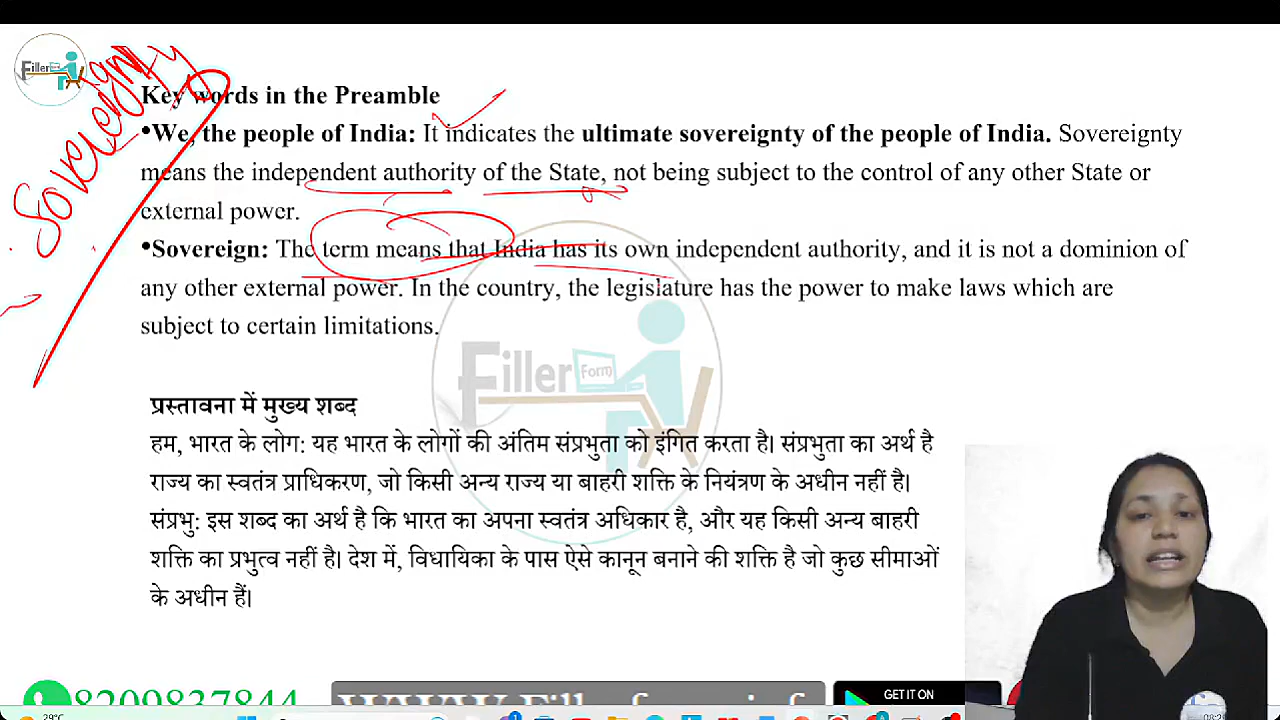 Filler Form
Sovereignty
Key words in the Preamble
•We, the people of India: It indicates the ultimate sovereignty of the people of India. Sovereignty
means the independent authority of the State, not being subject to the control of any other State or
external power.
•Sovereign: The term means that India has its own independent authority, and it is not a dominion of
any other external power. In the country, the legislature has the power to make laws which are
subject to certain limitations.
Filler Form
प्रस्तावना में मुख्य शब्द
हम, भारत के लोग: यह भारत के लोगों की अंतिम संप्रभुता को इंगित करता है। संप्रभुता का अर्थ है
राज्य का स्वतंत्र प्राधिकरण, जो किसी अन्य राज्य या बाहरी शक्ति के नियंत्रण के अधीन नहीं है।
संप्रभु: इस शब्द का अर्थ है कि भारत का अपना स्वतंत्र अधिकार है, और यह किसी अन्य बाहरी
शक्ति का प्रभुत्व नहीं है। देश में, विधायिका के पास ऐसे कानून बनाने की शक्ति है जो कुछ सीमाओं
के अधीन हैं।
8209837844
GET IT ON
29°C